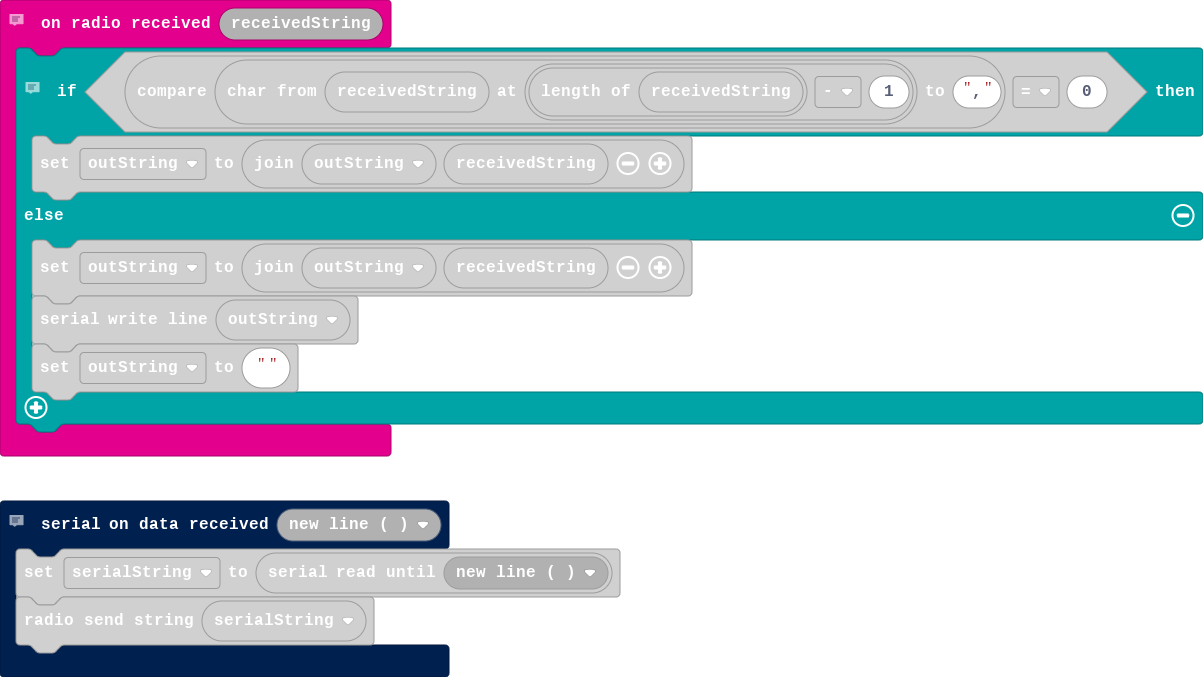 on radio received receivedString
if compare char from receivedString at length of receivedString - 1 to "," = 0 then
set outString to join outString receivedString
else
set outString to join outString receivedString
serial write line outString
set outString to ""
serial on data received new line ( )
set serialString to serial read until new line ( )
radio send string serialString